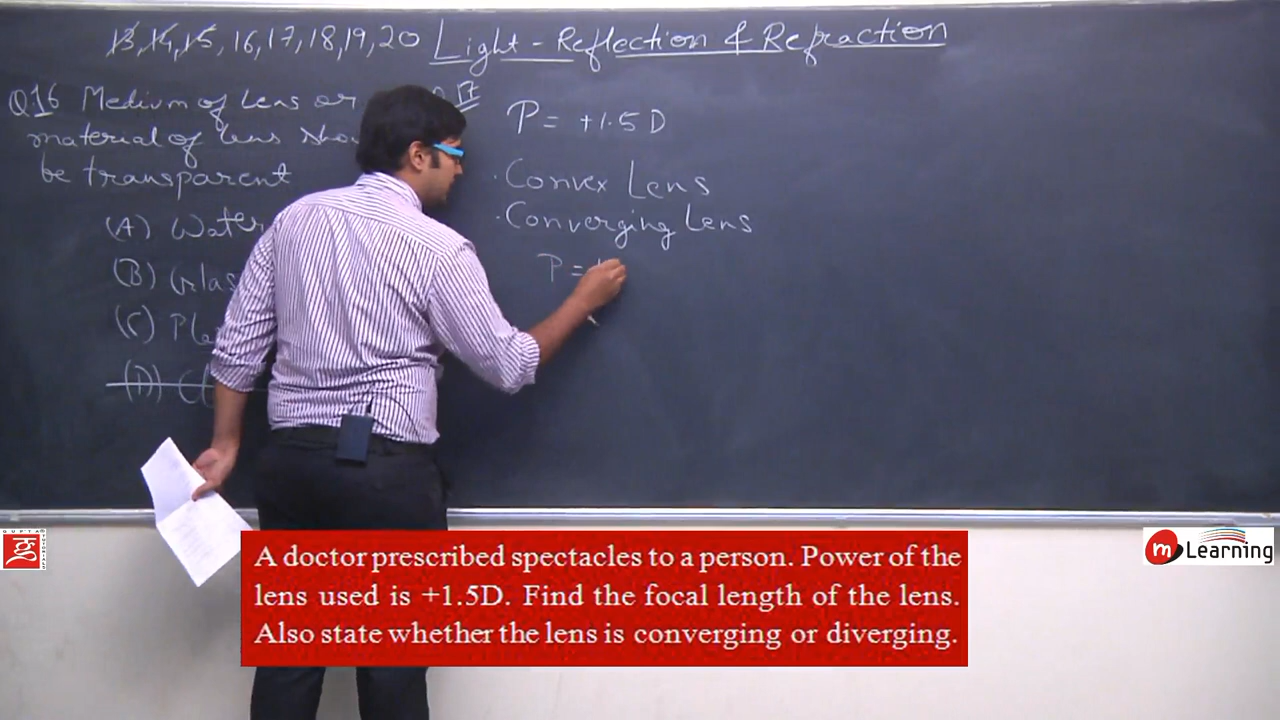 13, 14, 15, 16, 17, 18, 19, 20 Light - Reflection & Refraction
Q16 Medium of Lens or
material of lens
be transparent
(A) Water
(B)
(C)
(D)
17
P = +1.5 D
· Convex Lens
· Converging Lens
P =
A doctor prescribed spectacles to a person. Power of the
lens used is +1.5D. Find the focal length of the lens.
Also state whether the lens is converging or diverging.
m Learning